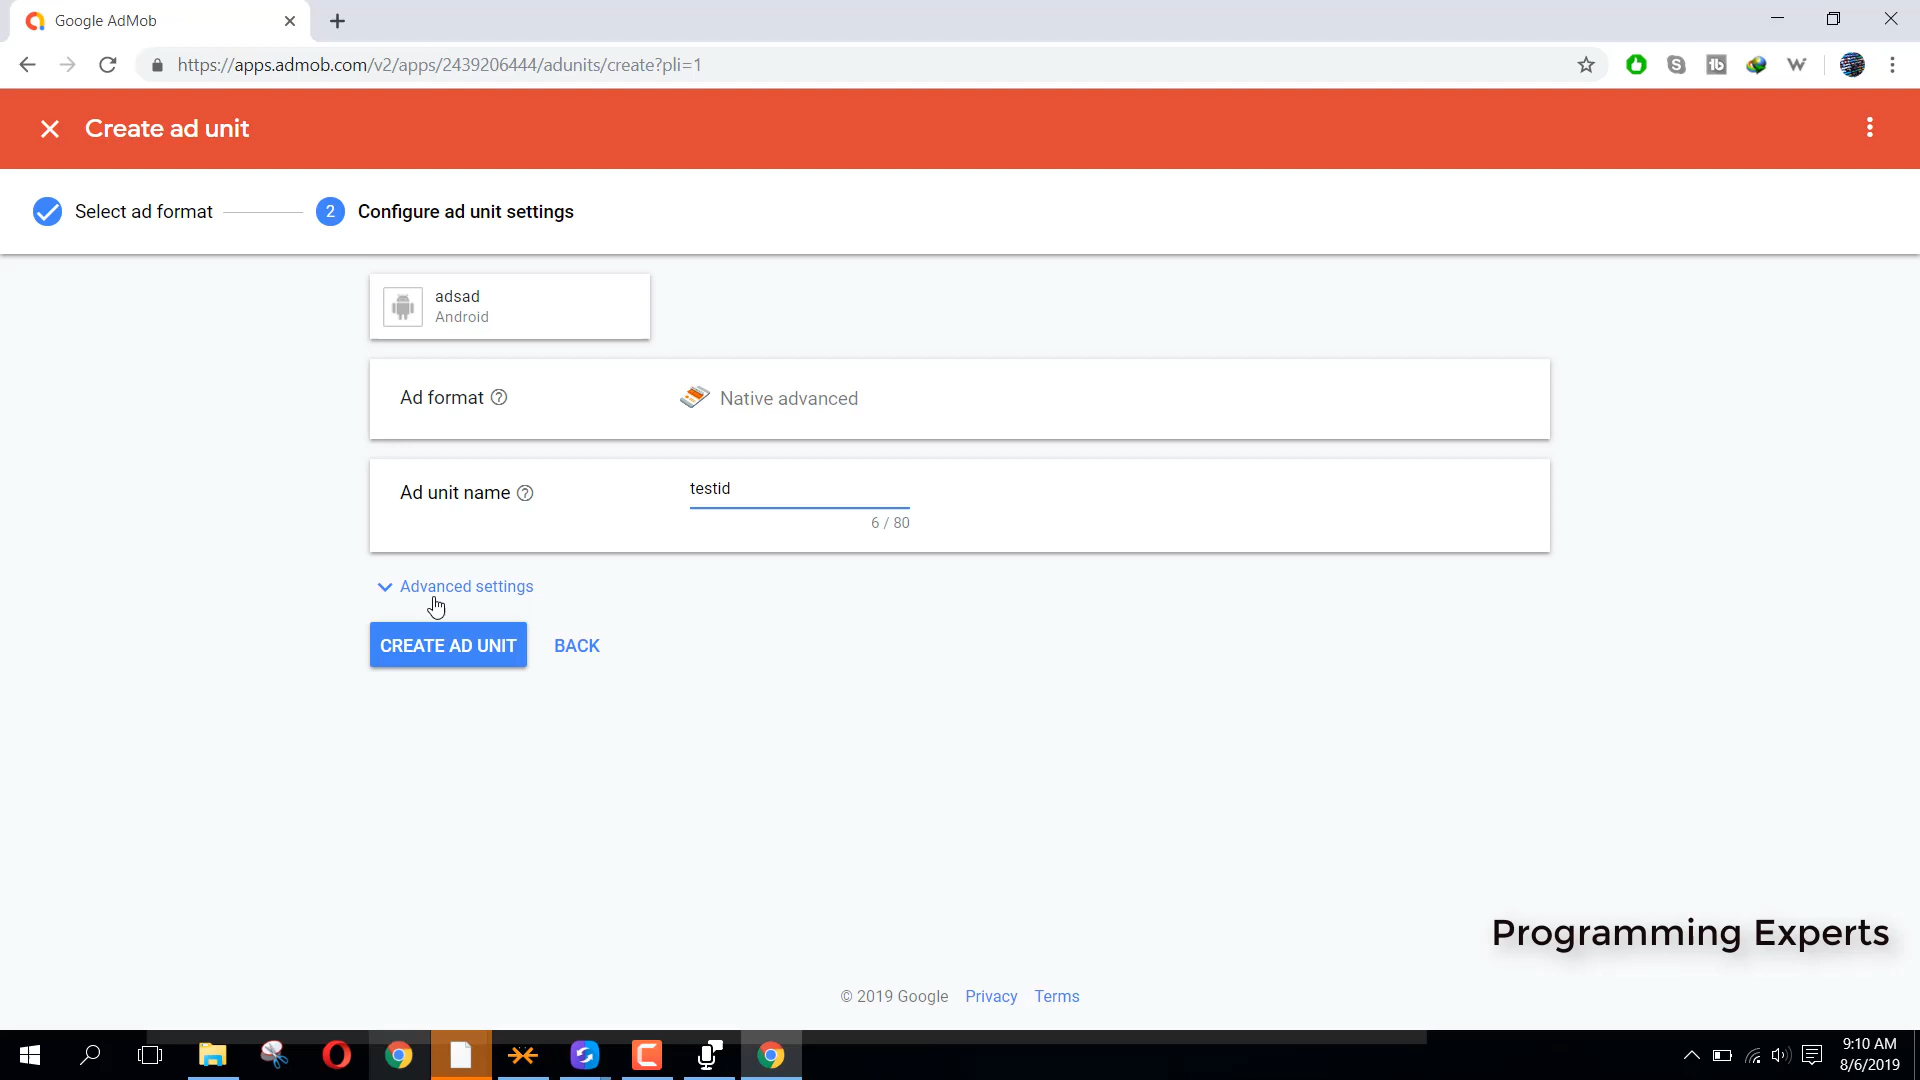 Google AdMob
https://apps.admob.com/v2/apps/2439206444/adunits/create?pli=1
Create ad unit
Select ad format
2 Configure ad unit settings
adsad
Android
Ad format
Native advanced
Ad unit name
testid
6 / 80
Advanced settings
CREATE AD UNIT
BACK
Programming Experts
© 2019 Google Privacy Terms
9:10 AM
8/6/2019